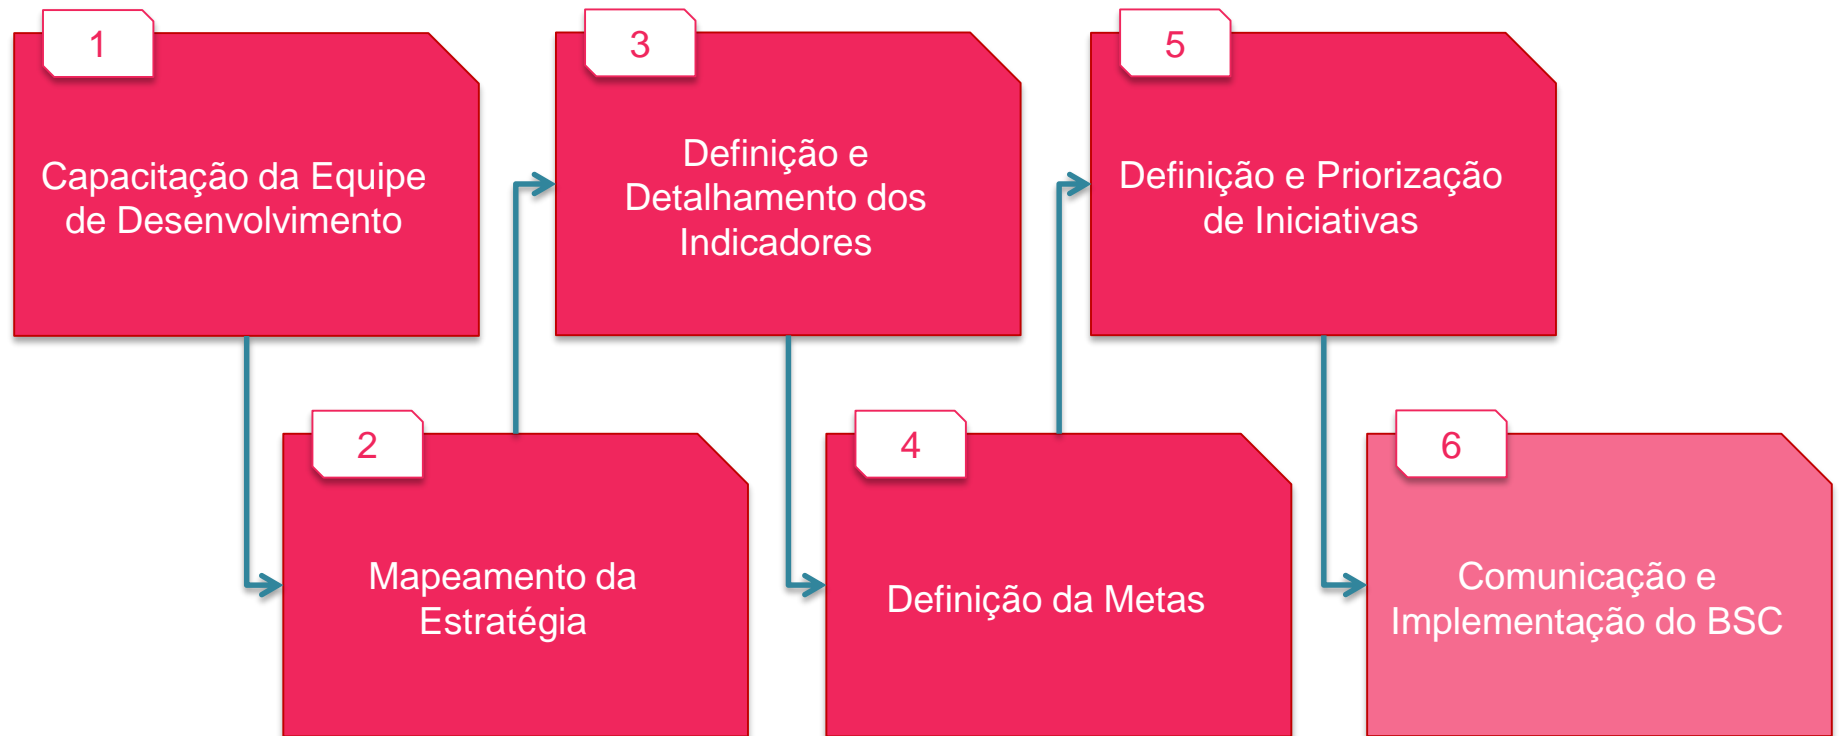 1
Capacitação da Equipe
de Desenvolvimento
2
Mapeamento da
Estratégia
3
Definição e
Detalhamento dos
Indicadores
4
Definição da Metas
5
Definição e Priorização
de Iniciativas
6
Comunicação e
Implementação do BSC